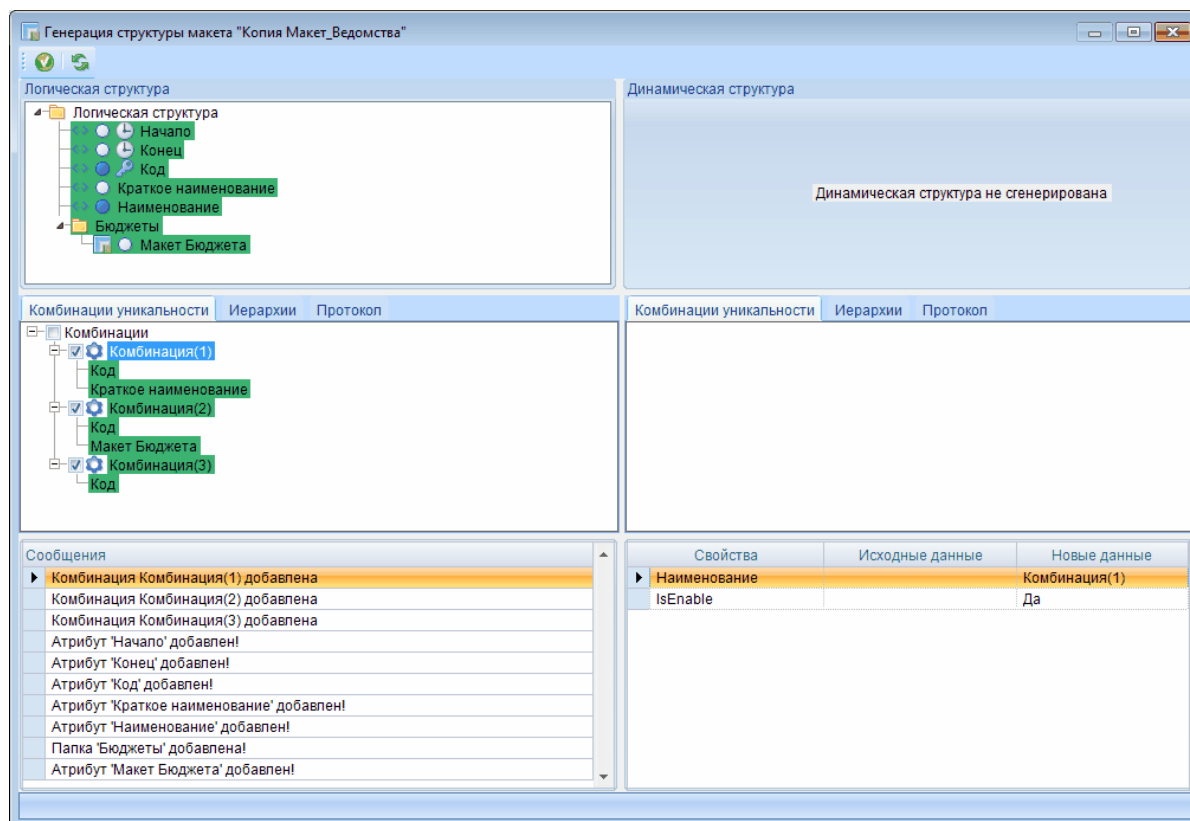 Генерация структуры макета "Копия Макет_Ведомства"
Логическая структура
Логическая структура
Начало
Конец
Код
Краткое наименование
Наименование
Бюджеты
Макет Бюджета
Динамическая структура
Динамическая структура не сгенерирована
Комбинации уникальности Иерархии Протокол
Комбинации
Комбинация(1)
Код
Краткое наименование
Комбинация(2)
Код
Макет Бюджета
Комбинация(3)
Код
Комбинации уникальности Иерархии Протокол
Сообщения
Комбинация Комбинация(1) добавлена
Комбинация Комбинация(2) добавлена
Комбинация Комбинация(3) добавлена
Атрибут 'Начало' добавлен!
Атрибут 'Конец' добавлен!
Атрибут 'Код' добавлен!
Атрибут 'Краткое наименование' добавлен!
Атрибут 'Наименование' добавлен!
Папка 'Бюджеты' добавлена!
Атрибут 'Макет Бюджета' добавлен!
Свойства Исходные данные Новые данные
Наименование Комбинация(1)
IsEnable Да